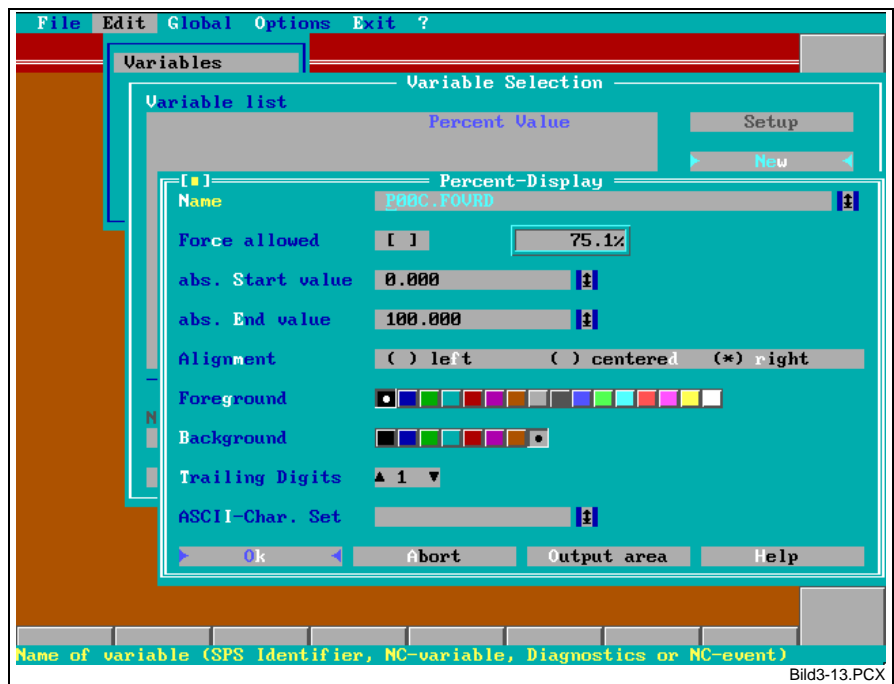 File Edit Global Options Exit ?
Variables
Variable Selection
Variable list
Percent Value
Setup
New
[■] Percent-Display
Name P00C.FOVRD
Force allowed [ ] 75.1%
abs. Start value 0.000
abs. End value 100.000
Alignment ( ) left ( ) centered (*) right
Foreground
N
Background
Trailing Digits ▲ 1 ▼
ASCII-Char. Set
Ok Abort Output area Help
Name of variable (SPS Identifier, NC-variable, Diagnostics or NC-event)
Bild3-13.PCX